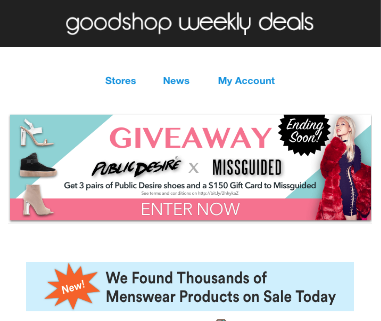 goodshop weekly deals
Stores News My Account
GIVEAWAY
Ending
Soon!
PUBLIC DESIRE X MISSGUIDED
Get 3 pairs of Public Desire shoes and a $150 Gift Card to Missguided
ENTER NOW
New!
We Found Thousands of
Menswear Products on Sale Today